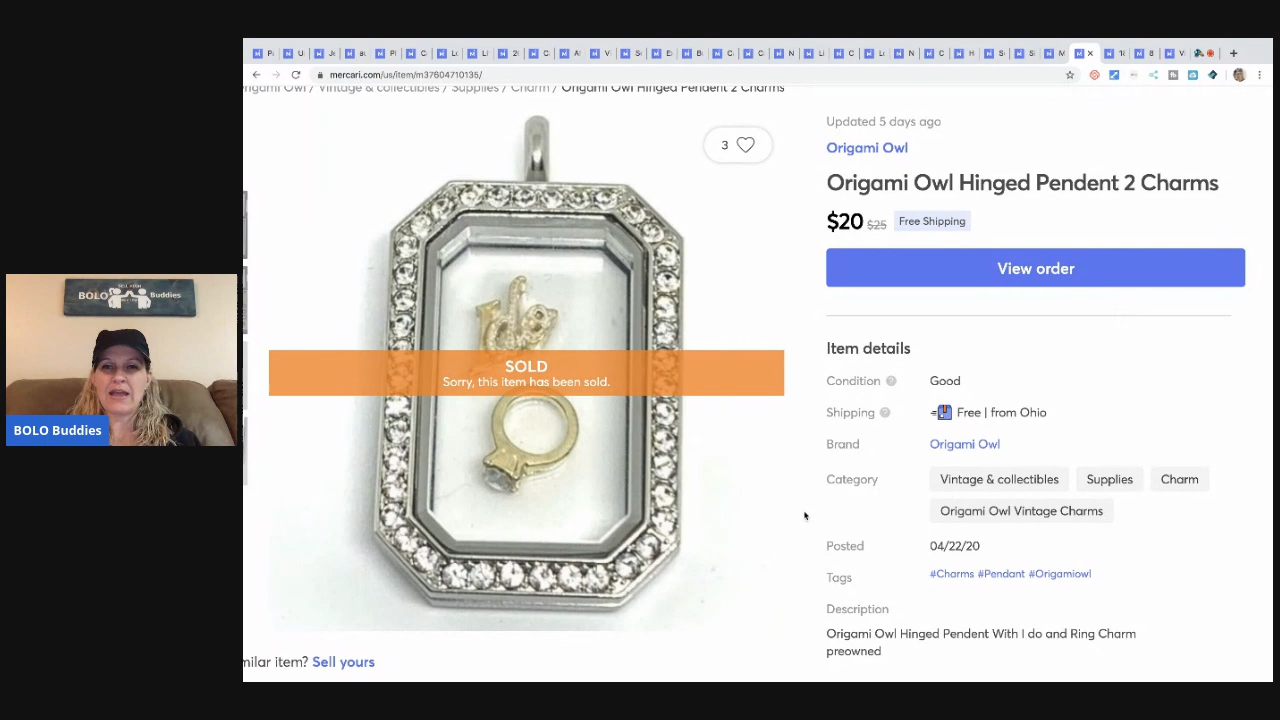 mercari.com/us/item/m37604710135/
Origami Owl / Vintage & collectibles / Supplies / Charm / Origami Owl Hinged Pendent 2 Charms
3
Updated 5 days ago
Origami Owl
Origami Owl Hinged Pendent 2 Charms
$20 $25 Free Shipping
View order
SOLD
Sorry, this item has been sold.
I do
Item details
Condition Good
Shipping Free | from Ohio
Brand Origami Owl
Category Vintage & collectibles Supplies Charm
Origami Owl Vintage Charms
Posted 04/22/20
Tags #Charms #Pendant #Origamiowl
Description
Origami Owl Hinged Pendent With I do and Ring Charm
preowned
milar item? Sell yours
BOLO Buddies
BOLO Buddies